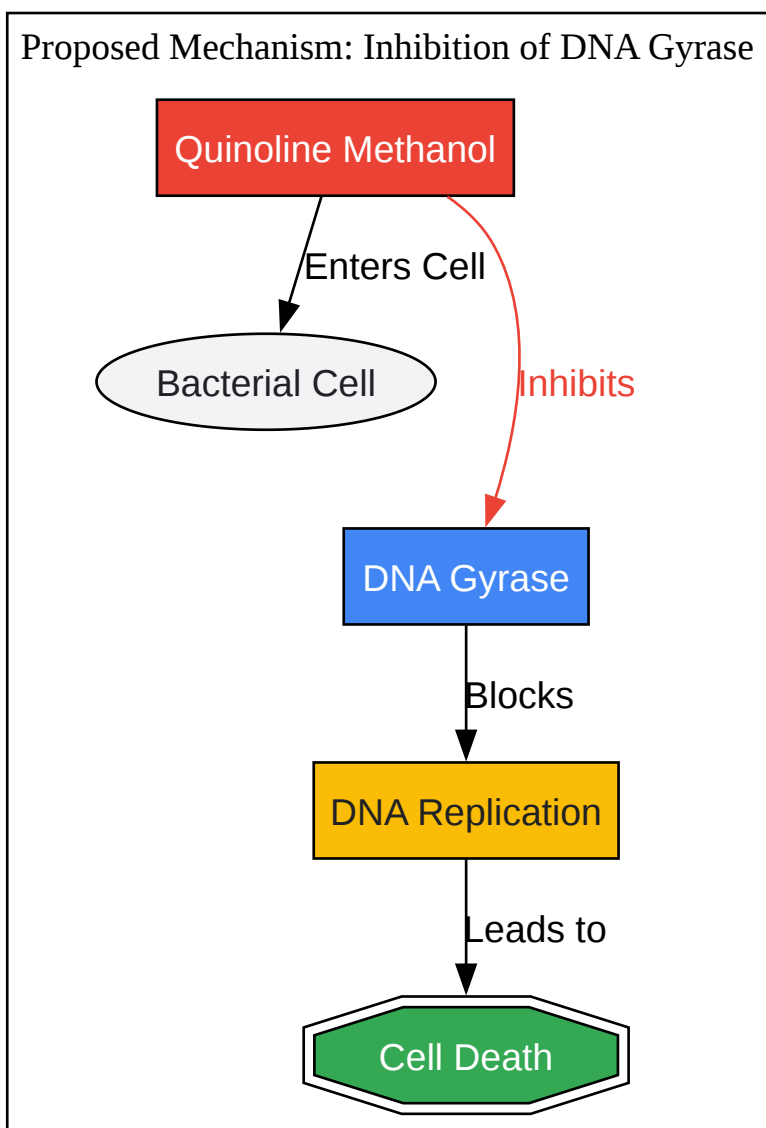 Proposed Mechanism: Inhibition of DNA Gyrase
Quinoline Methanol
Enters Cell
Bacterial Cell
Inhibits
DNA Gyrase
Blocks
DNA Replication
Leads to
Cell Death